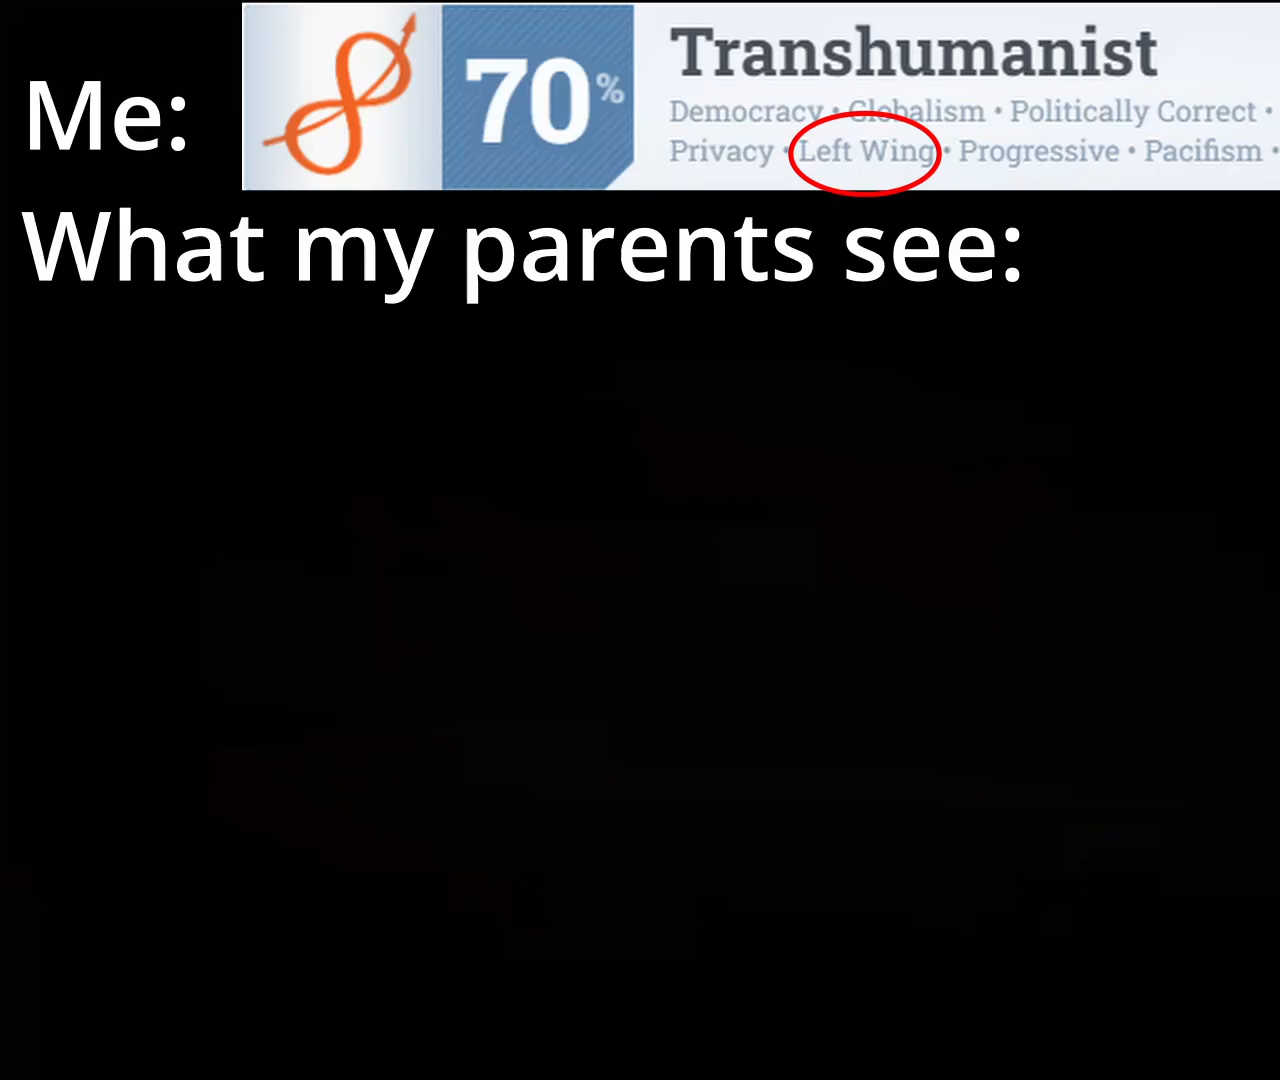 Me:
70%
Transhumanist
Democracy • Globalism • Politically Correct •
Privacy • Left Wing • Progressive • Pacifism •
What my parents see: